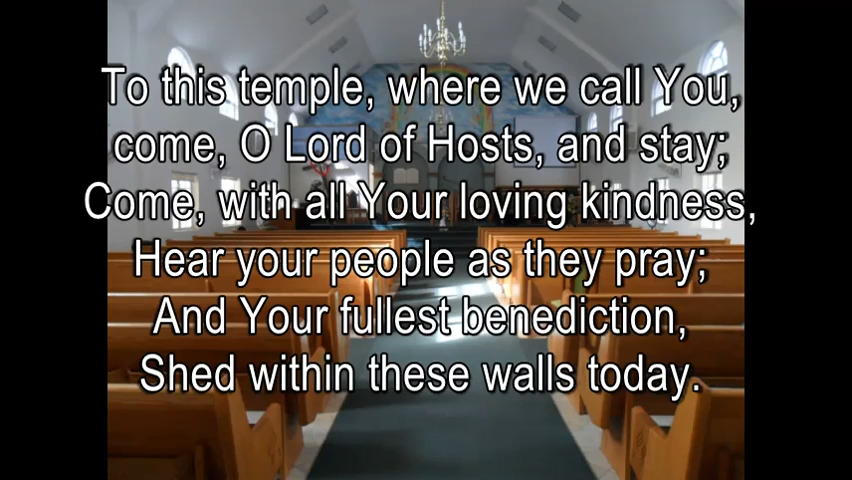 To this temple, where we call You,
come, O Lord of Hosts, and stay;
Come, with all Your loving kindness,
Hear your people as they pray;
And Your fullest benediction,
Shed within these walls today.